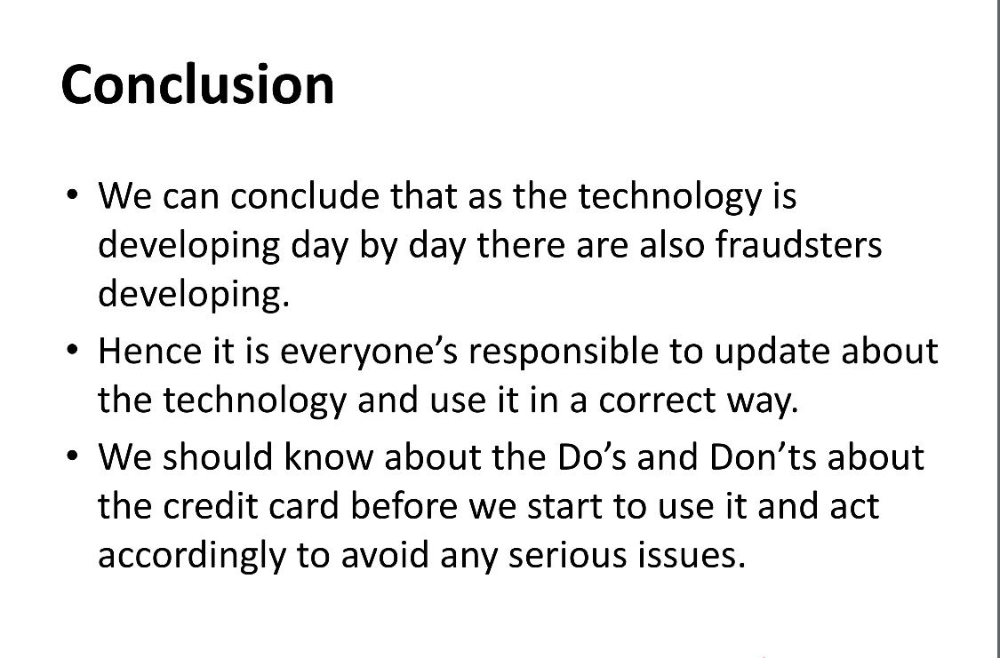 Conclusion
• We can conclude that as the technology is
developing day by day there are also fraudsters
developing.
• Hence it is everyone’s responsible to update about
the technology and use it in a correct way.
• We should know about the Do’s and Don’ts about
the credit card before we start to use it and act
accordingly to avoid any serious issues.